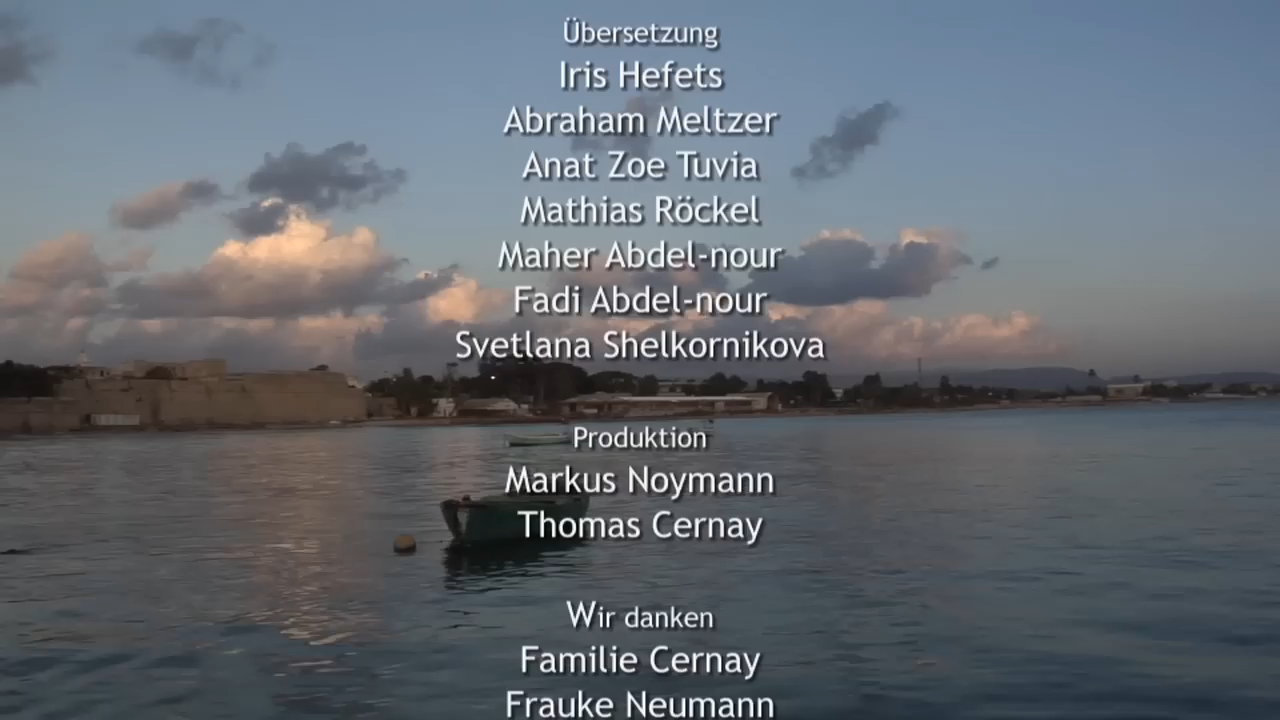 Übersetzung
Iris Hefets
Abraham Meltzer
Anat Zoe Tuvia
Mathias Röckel
Maher Abdel-nour
Fadi Abdel-nour
Svetlana Shelkornikova
Produktion
Markus Noymann
Thomas Cernay
Wir danken
Familie Cernay
Frauke Neumann